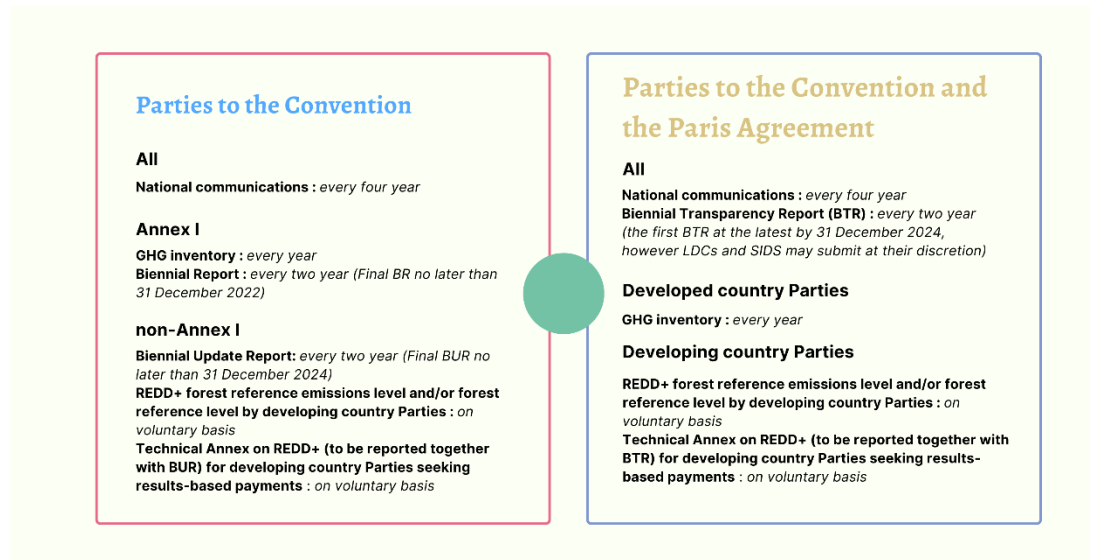 Parties to the Convention
All
National communications : every four year
Annex I
GHG inventory : every year
Biennial Report : every two year (Final BR no later than
31 December 2022)
non-Annex I
Biennial Update Report: every two year (Final BUR no
later than 31 December 2024)
REDD+ forest reference emissions level and/or forest
reference level by developing country Parties : on
voluntary basis
Technical Annex on REDD+ (to be reported together
with BUR) for developing country Parties seeking
results-based payments : on voluntary basis
Parties to the Convention and
the Paris Agreement
All
National communications : every four year
Biennial Transparency Report (BTR) : every two year
(the first BTR at the latest by 31 December 2024,
however LDCs and SIDS may submit at their discretion)
Developed country Parties
GHG inventory : every year
Developing country Parties
REDD+ forest reference emissions level and/or forest
reference level by developing country Parties : on
voluntary basis
Technical Annex on REDD+ (to be reported together with
BTR) for developing country Parties seeking results-
based payments : on voluntary basis